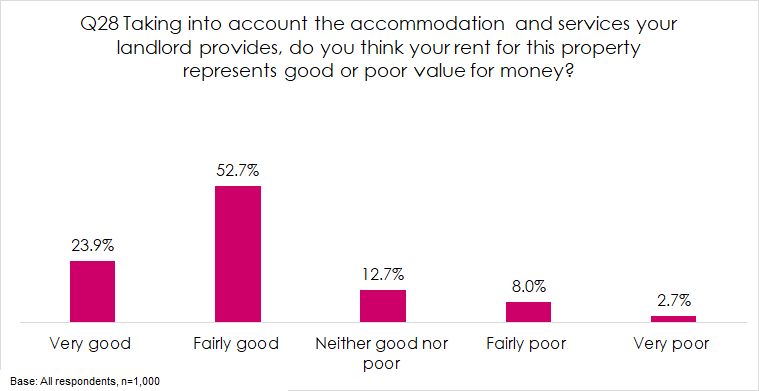 Q28 Taking into account the accommodation and services your
landlord provides, do you think your rent for this property
represents good or poor value for money?
52.7%
23.9%
12.7%
8.0%
2.7%
Very good
Fairly good
Neither good nor
poor
Fairly poor
Very poor
Base: All respondents, n=1,000